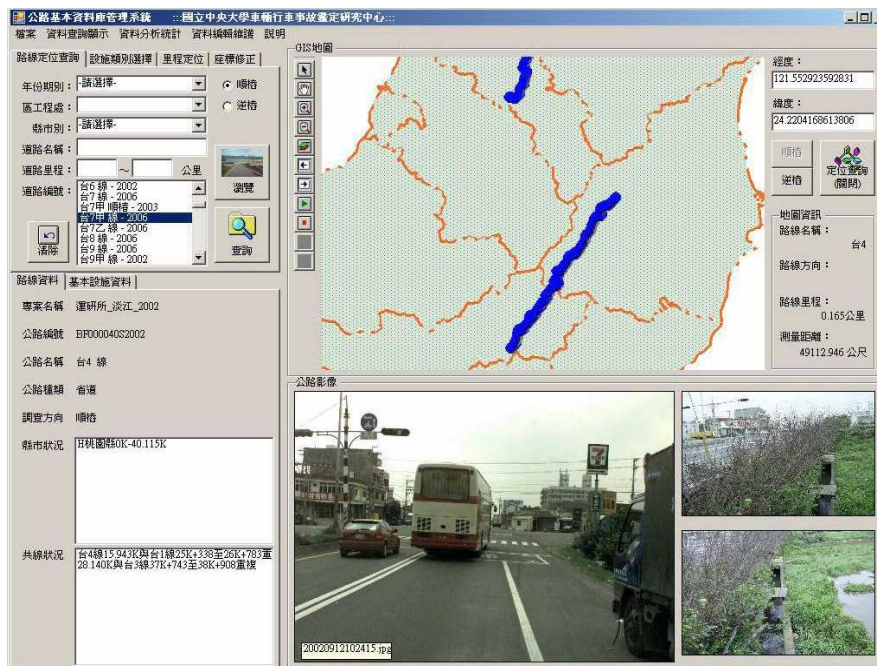 公路基本資料庫管理系統 :::國立中央大學車輛行車事故鑑定研究中心:::
檔案 資料查詢顯示 資料分析統計 資料編輯維護 說明
路線定位查詢 設施類別選擇 里程定位 座標修正
年份期別： -請選擇-
順樁
區工程處：
逆樁
縣市別： -請選擇-
道路名稱：
道路里程： ～ 公里
道路編號：
台6 線 - 2002
台7 線 - 2006
台7甲 順樁 - 2003
台7甲 線 - 2006
台7乙 線 - 2006
台8 線 - 2006
台9 線 - 2006
台9甲 線 - 2002
瀏覽
清除
查詢
路線資料 基本設施資料
專案名稱 運研所_淡江_2002
公路編號 BF000040S2002
公路名稱 台4 線
公路種類 省道
調查方向 順樁
縣市狀況 H桃園縣0K-40.115K
共線狀況 台4線15.943K與台1線25K+338至26K+783重
28.140K與台3線37K+743至38K+908重複
GIS地圖
經度：
121.552923592831
緯度：
24.2204168613806
順樁
逆樁
定位查詢
(關閉)
地圖資訊
路線名稱：
台4
路線方向：
路線里程：
0.165公里
測量距離：
49112.946 公尺
公路影像
20020912102415.jpg